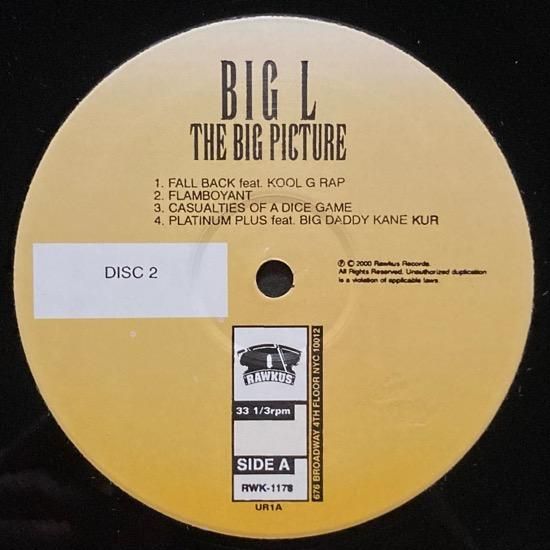 BIG L
THE BIG PICTURE
1. FALL BACK feat. KOOL G RAP
2. FLAMBOYANT
3. CASUALTIES OF A DICE GAME
4. PLATINUM PLUS feat. BIG DADDY KANE KUR
DISC 2
℗ © 2000 Rawkus Records.
All Rights Reserved. Unauthorized duplication
is a violation of applicable laws.
RAWKUS
33 1/3rpm
SIDE A
RWK-1178
676 BROADWAY 4TH FLOOR NYC 10012
UR1A